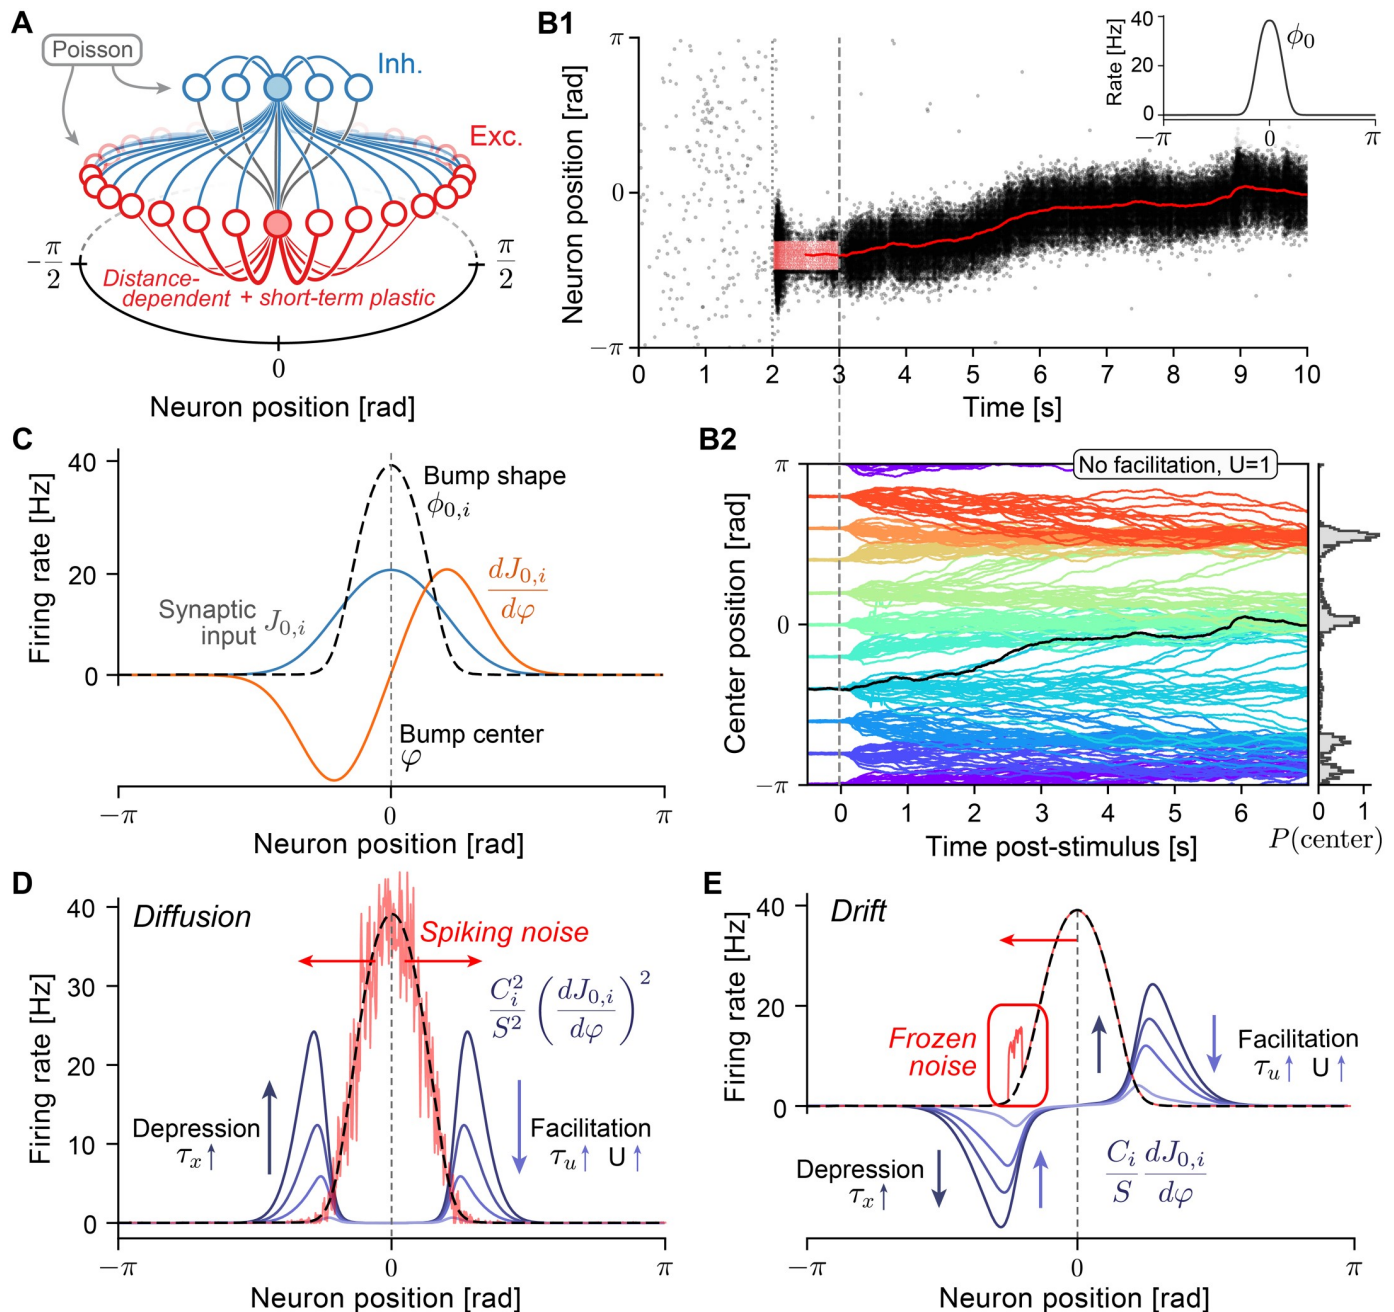 A
Poisson
Inh.
Exc.
−π/2
π/2
Distance-
dependent + short-term plastic
0
Neuron position [rad]
B1
π
0
−π
Neuron position [rad]
0 1 2 3 4 5 6 7 8 9 10
Time [s]
Rate [Hz]
40
20
0
ϕ₀
−π 0 π
C
Firing rate [Hz]
40
20
0
Bump shape
ϕ₀,ᵢ
Synaptic
input J₀,ᵢ
dJ₀,ᵢ/dφ
Bump center
φ
−π 0 π
Neuron position [rad]
B2
No facilitation, U=1
π
0
−π
Center position [rad]
0 1 2 3 4 5 6
Time post-stimulus [s]
0 1
P(center)
D
Diffusion
Firing rate [Hz]
40
30
20
10
0
Spiking noise
C²ᵢ/S² (dJ₀,ᵢ/dφ)²
Depression
τₓ↑
Facilitation
τᵤ↑ U↑
−π 0 π
Neuron position [rad]
E
Drift
Firing rate [Hz]
40
20
0
Frozen
noise
Facilitation
τᵤ↑ U↑
Depression
τₓ↑
Cᵢ/S dJ₀,ᵢ/dφ
−π 0 π
Neuron position [rad]